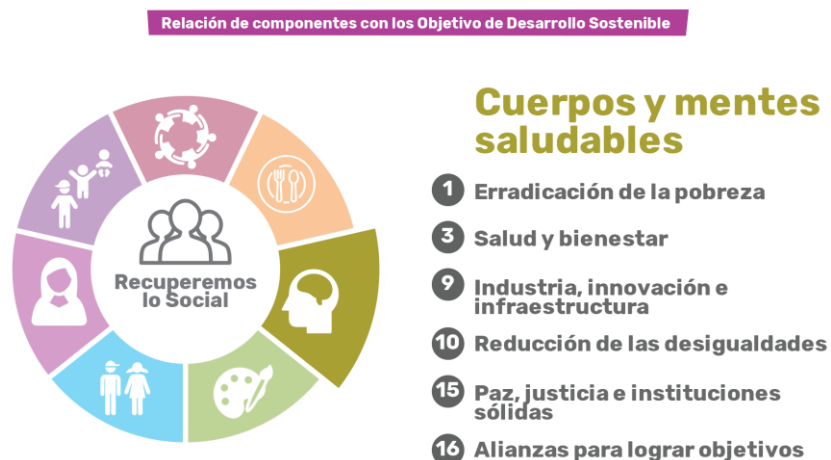 Relación de componentes con los Objetivo de Desarrollo Sostenible
Cuerpos y mentes
saludables
Recuperemos
lo Social
1 Erradicación de la pobreza
3 Salud y bienestar
9 Industria, innovación e
infraestructura
10 Reducción de las desigualdades
15 Paz, justicia e instituciones
sólidas
16 Alianzas para lograr objetivos